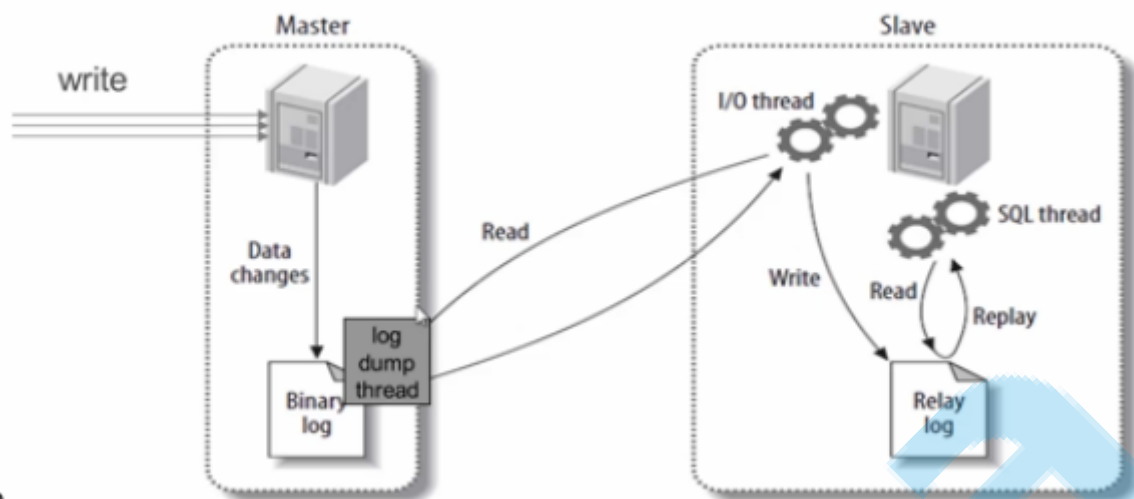 Master
Slave
write
I/O thread
SQL thread
Read
Data
changes
Write
Read
Replay
log
dump
thread
Binary
log
Relay
log